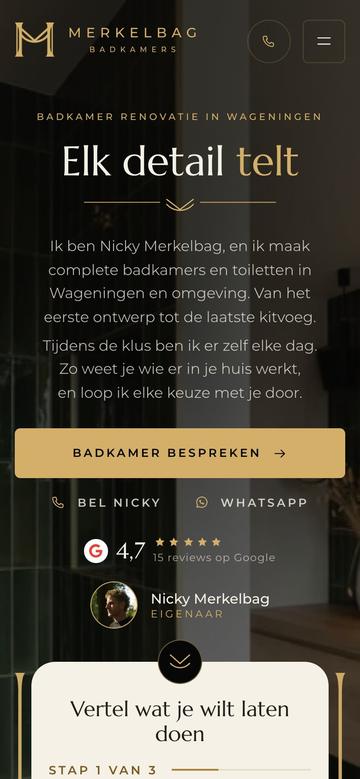 MERKELBAG
BADKAMERS
BADKAMER RENOVATIE IN WAGENINGEN
Elk detail telt
Ik ben Nicky Merkelbag, en ik maak
complete badkamers en toiletten in
Wageningen en omgeving. Van het
eerste ontwerp tot de laatste kitvoeg.
Tijdens de klus ben ik er zelf elke dag.
Zo weet je wie er in je huis werkt,
en loop ik elke keuze met je door.
BADKAMER BESPREKEN →
BEL NICKY
WHATSAPP
G 4,7 ★★★★★
15 reviews op Google
Nicky Merkelbag
EIGENAAR
Vertel wat je wilt laten
doen
STAP 1 VAN 3